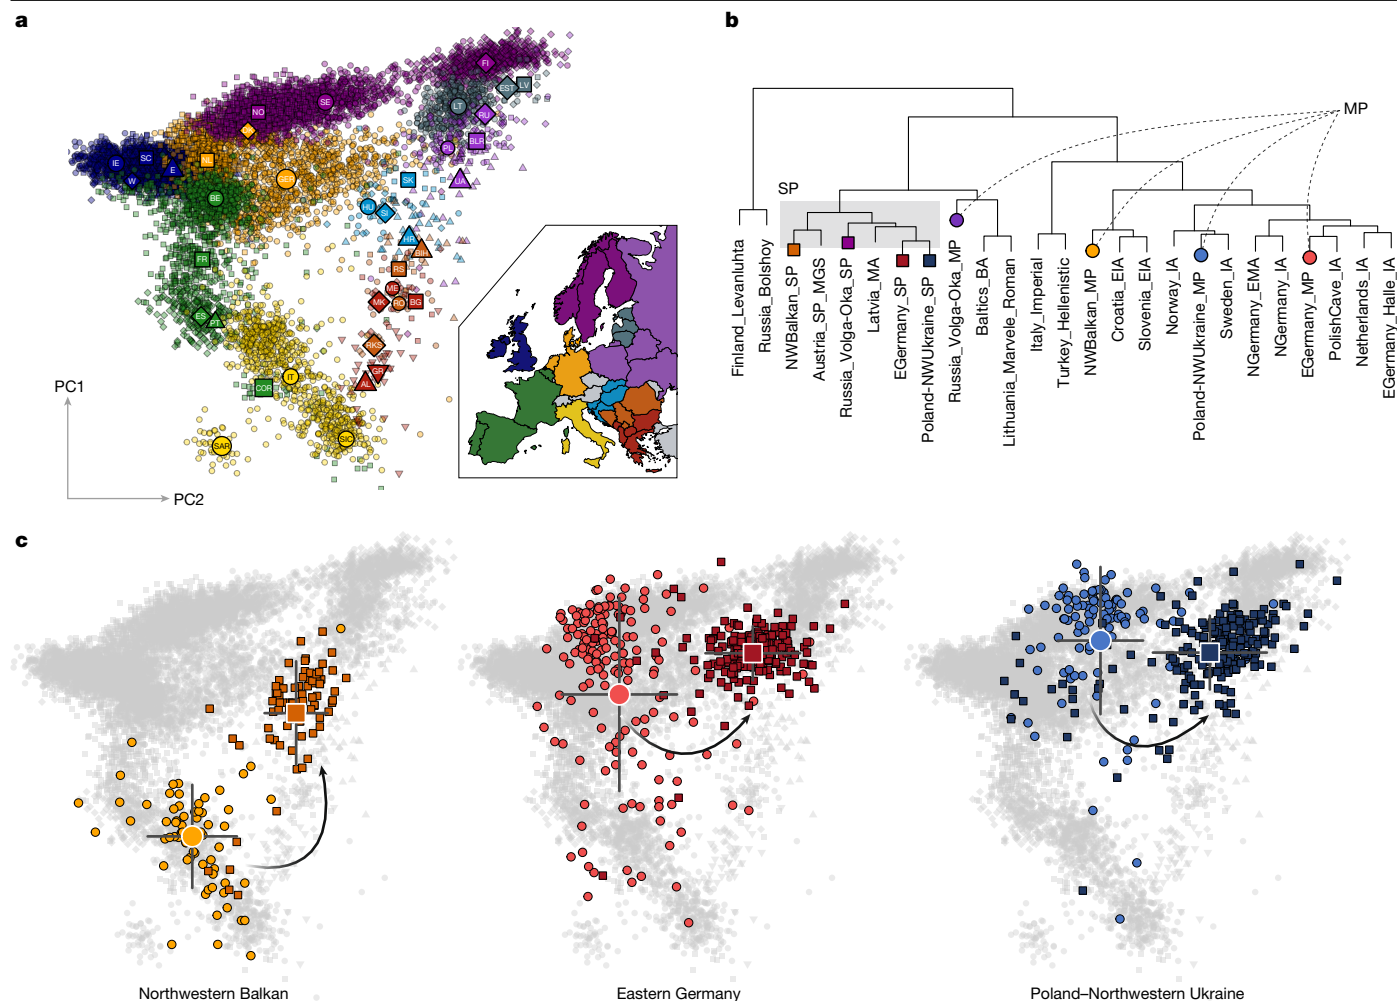 a
FI
EST
LV
LT
RU
SE
NO
DK
BLR
PL
IE
SC
W
E
NL
GER
SK
UA
BE
HU
SI
HR
BIH
FR
RS
ME
MK
RO
BG
ES
PT
RKS
GR
AL
IT
COR
SAR
SIC
PC1
PC2
b
MP
SP
Finland_Levanluhta
Russia_Bolshoy
NWBalkan_SP
Austria_SP_MGS
Russia_Volga-Oka_SP
Latvia_MA
EGermany_SP
Poland-NWUkraine_SP
Russia_Volga-Oka_MP
Baltics_BA
Lithuania_Marvele_Roman
Italy_Imperial
Turkey_Hellenistic
NWBalkan_MP
Croatia_EIA
Slovenia_EIA
Norway_IA
Poland-NWUkraine_MP
Sweden_IA
NGermany_EMA
NGermany_IA
EGermany_MP
PolishCave_IA
Netherlands_IA
EGermany_Halle_IA
c
Northwestern Balkan
Eastern Germany
Poland–Northwestern Ukraine